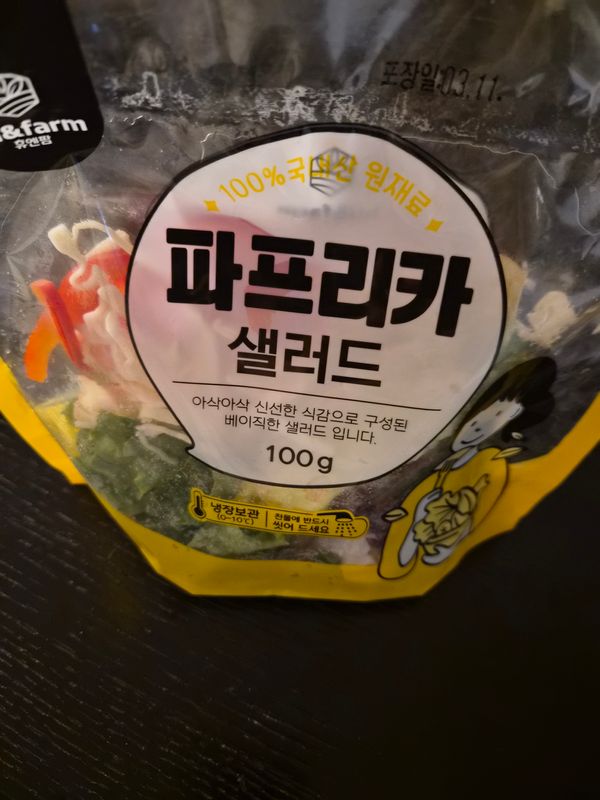 포장일:03.11.
&farm
휴엔팜
100%국내산 원재료
파프리카
샐러드
아삭아삭 신선한 식감으로 구성된
베이직한 샐러드 입니다.
100g
냉장보관
(0~10℃)
찬물에 반드시
씻어 드세요